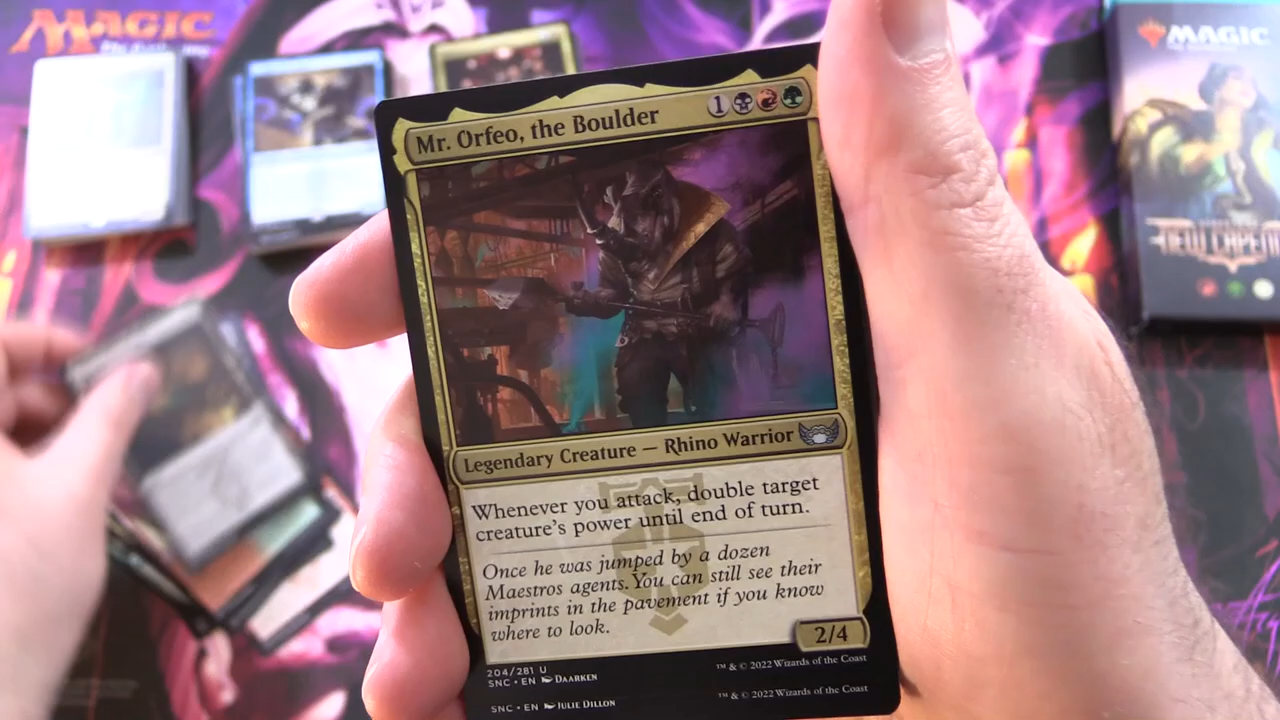 MAGIC
MAGIC
NEW CAPENNA
Mr. Orfeo, the Boulder
1
Legendary Creature — Rhino Warrior
Whenever you attack, double target
creature's power until end of turn.
Once he was jumped by a dozen
Maestros agents. You can still see their
imprints in the pavement if you know
where to look.
2/4
204/281 U
SNC • EN DAARKEN
™ & © 2022 Wizards of the Coast
SNC • EN JULIE DILLON
™ & © 2022 Wizards of the Coast